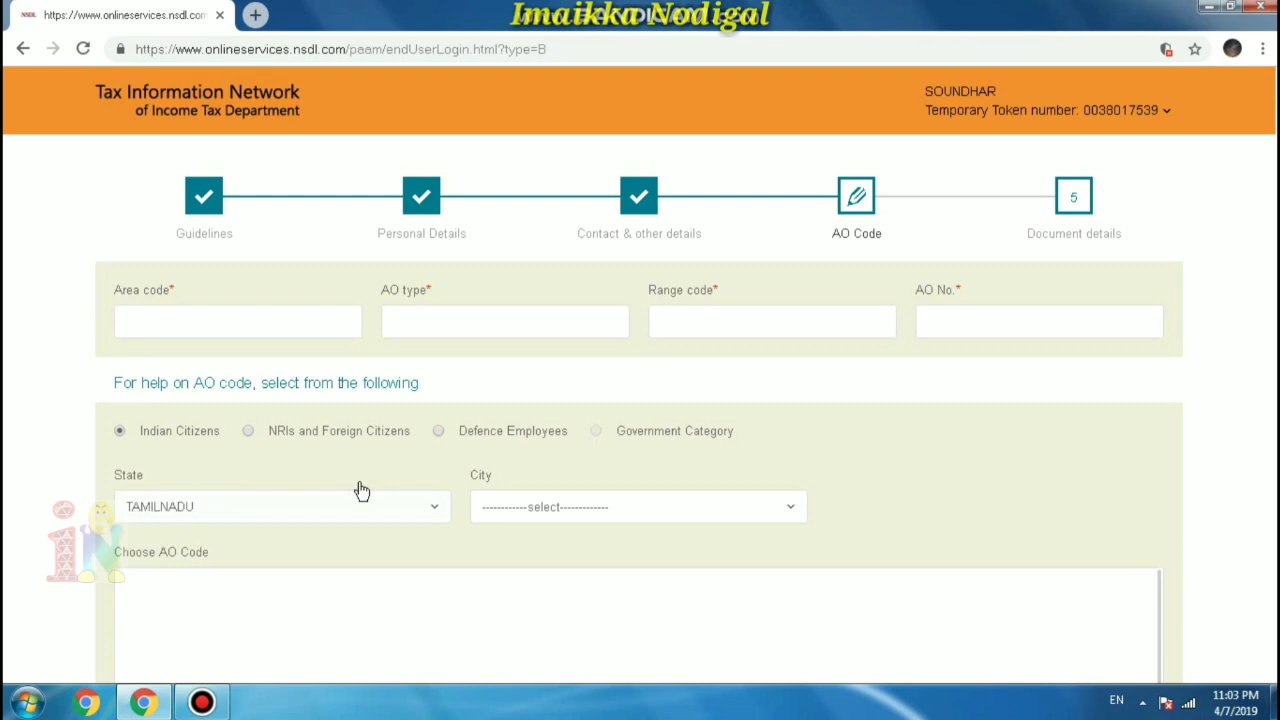 Imaikka Nodigal
https://www.onlineservices.nsdl.com
https://www.onlineservices.nsdl.com/paam/endUserLogin.html?type=B
Tax Information Network
of Income Tax Department
SOUNDHAR
Temporary Token number: 0038017539
5
Guidelines
Personal Details
Contact & other details
AO Code
Document details
Area code*
AO type*
Range code*
AO No.*
For help on AO code, select from the following
Indian Citizens
NRIs and Foreign Citizens
Defence Employees
Government Category
State
City
TAMILNADU
------------select-------------
Choose AO Code
iN
EN
11:03 PM
4/7/2019